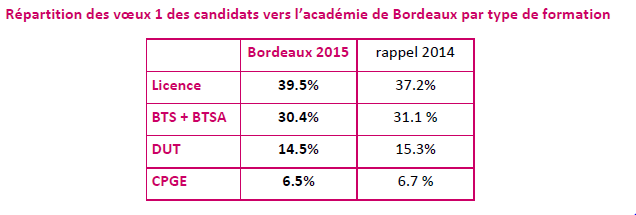 Répartition des vœux 1 des candidats vers l’académie de Bordeaux par type de formation
Bordeaux 2015 rappel 2014
Licence 39.5% 37.2%
BTS + BTSA 30.4% 31.1 %
DUT 14.5% 15.3%
CPGE 6.5% 6.7 %